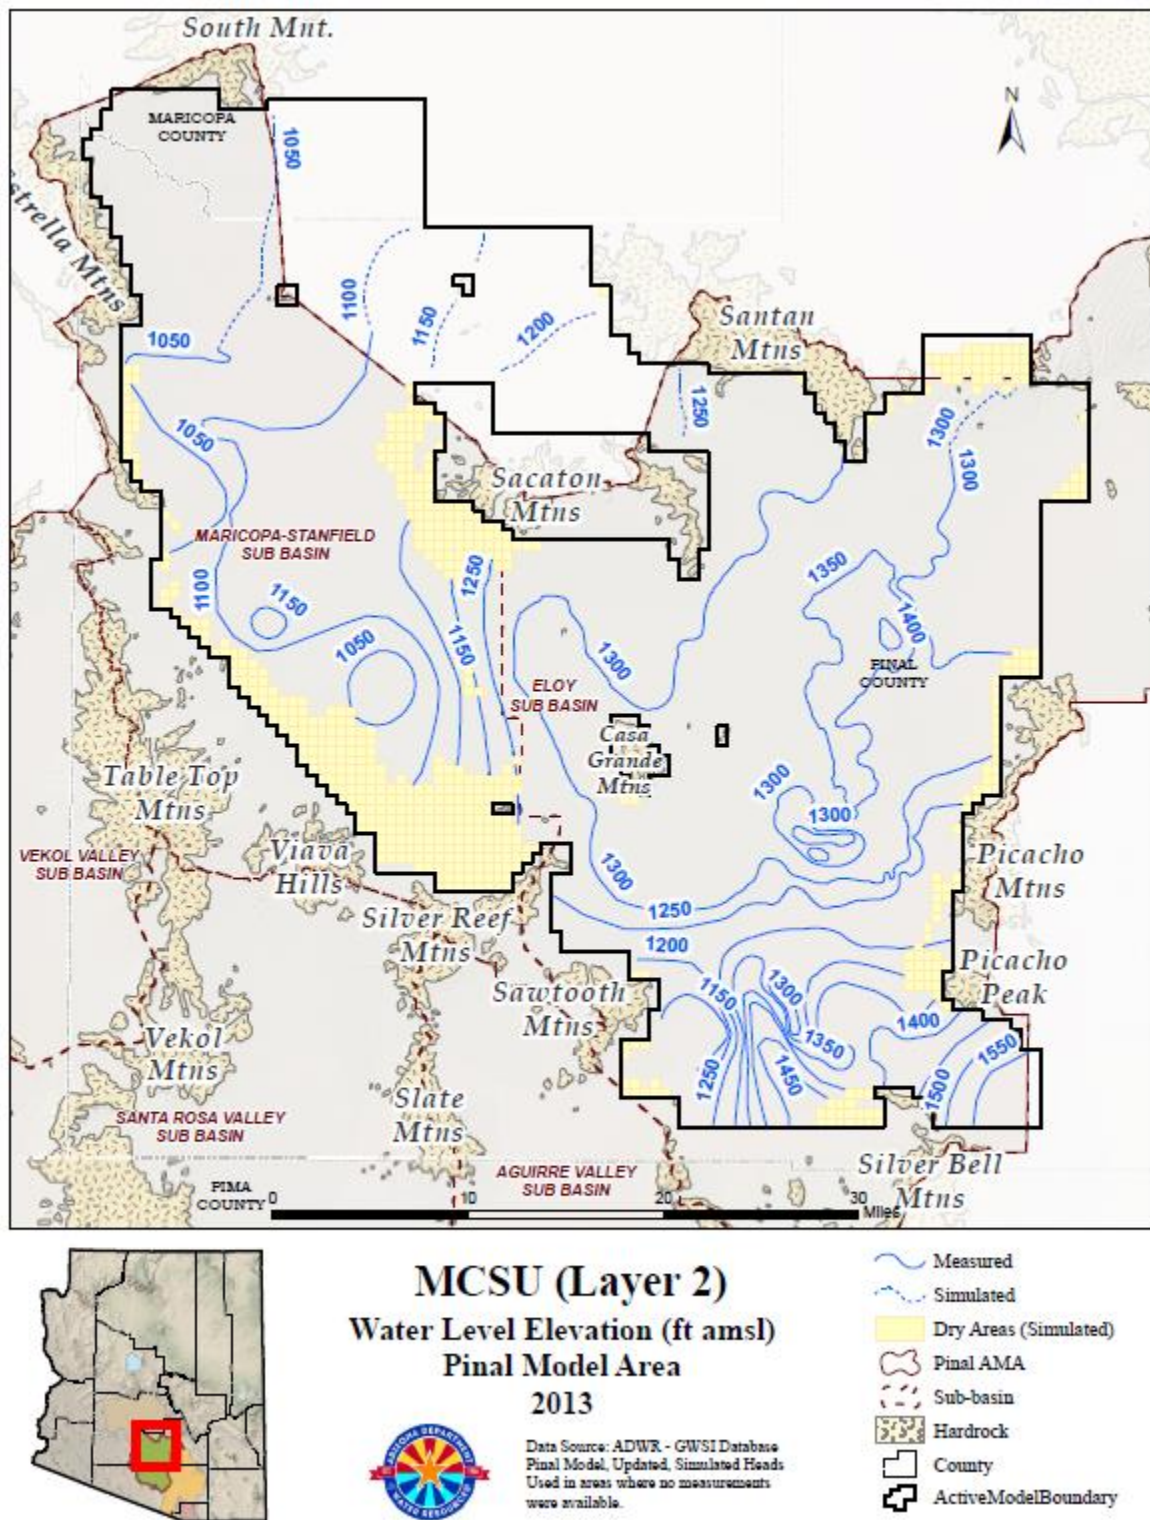 South Mnt.
N
MARICOPA
COUNTY
1050
strella Mtns
1100
1150
1200
Santan
Mtns
1050
1250
1300
1050
1300
Sacaton
Mtns
MARICOPA-STANFIELD
SUB BASIN
1250
1350
1100
1150
1400
1050
1150
1300
ELOY
SUB BASIN
PINAL
COUNTY
Casa
Grande
Mtns
Table Top
Mtns
1300
1300
VEKOL VALLEY
SUB BASIN
Viava
Hills
1300
Picacho
Mtns
Silver Reef
Mtns
1250
1200
Picacho
Peak
Sawtooth
Mtns
1150
1300
1400
Vekol
Mtns
1350
1550
1250
1450
1500
Slate
Mtns
SANTA ROSA VALLEY
SUB BASIN
AGUIRRE VALLEY
SUB BASIN
Silver Bell
Mtns
PIMA
COUNTY
0 10 20 30
Miles
MCSU (Layer 2)
Water Level Elevation (ft amsl)
Pinal Model Area
2013
ARIZONA DEPARTMENT
WATER RESOURCES
Data Source: ADWR - GWSI Database
Pinal Model, Updated, Simulated Heads
Used in areas where no measurements
were available.
Measured
Simulated
Dry Areas (Simulated)
Pinal AMA
Sub-basin
Hardrock
County
ActiveModelBoundary